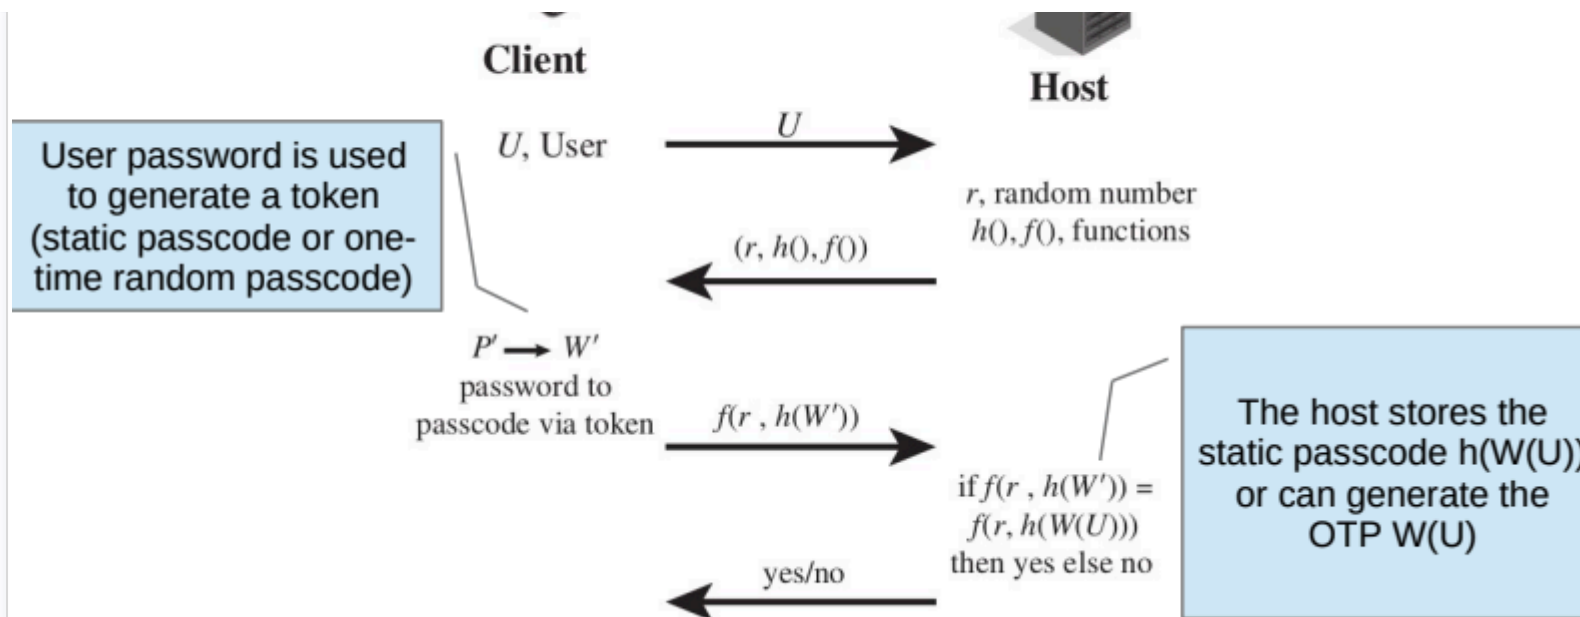 Client
Host
U, User
U
User password is used
to generate a token
(static passcode or one-
time random passcode)
r, random number
h(), f(), functions
(r, h(), f())
P′ → W′
password to
passcode via token
f(r , h(W′))
if f(r , h(W′)) =
f(r, h(W(U)))
then yes else no
The host stores the
static passcode h(W(U))
or can generate the
OTP W(U)
yes/no